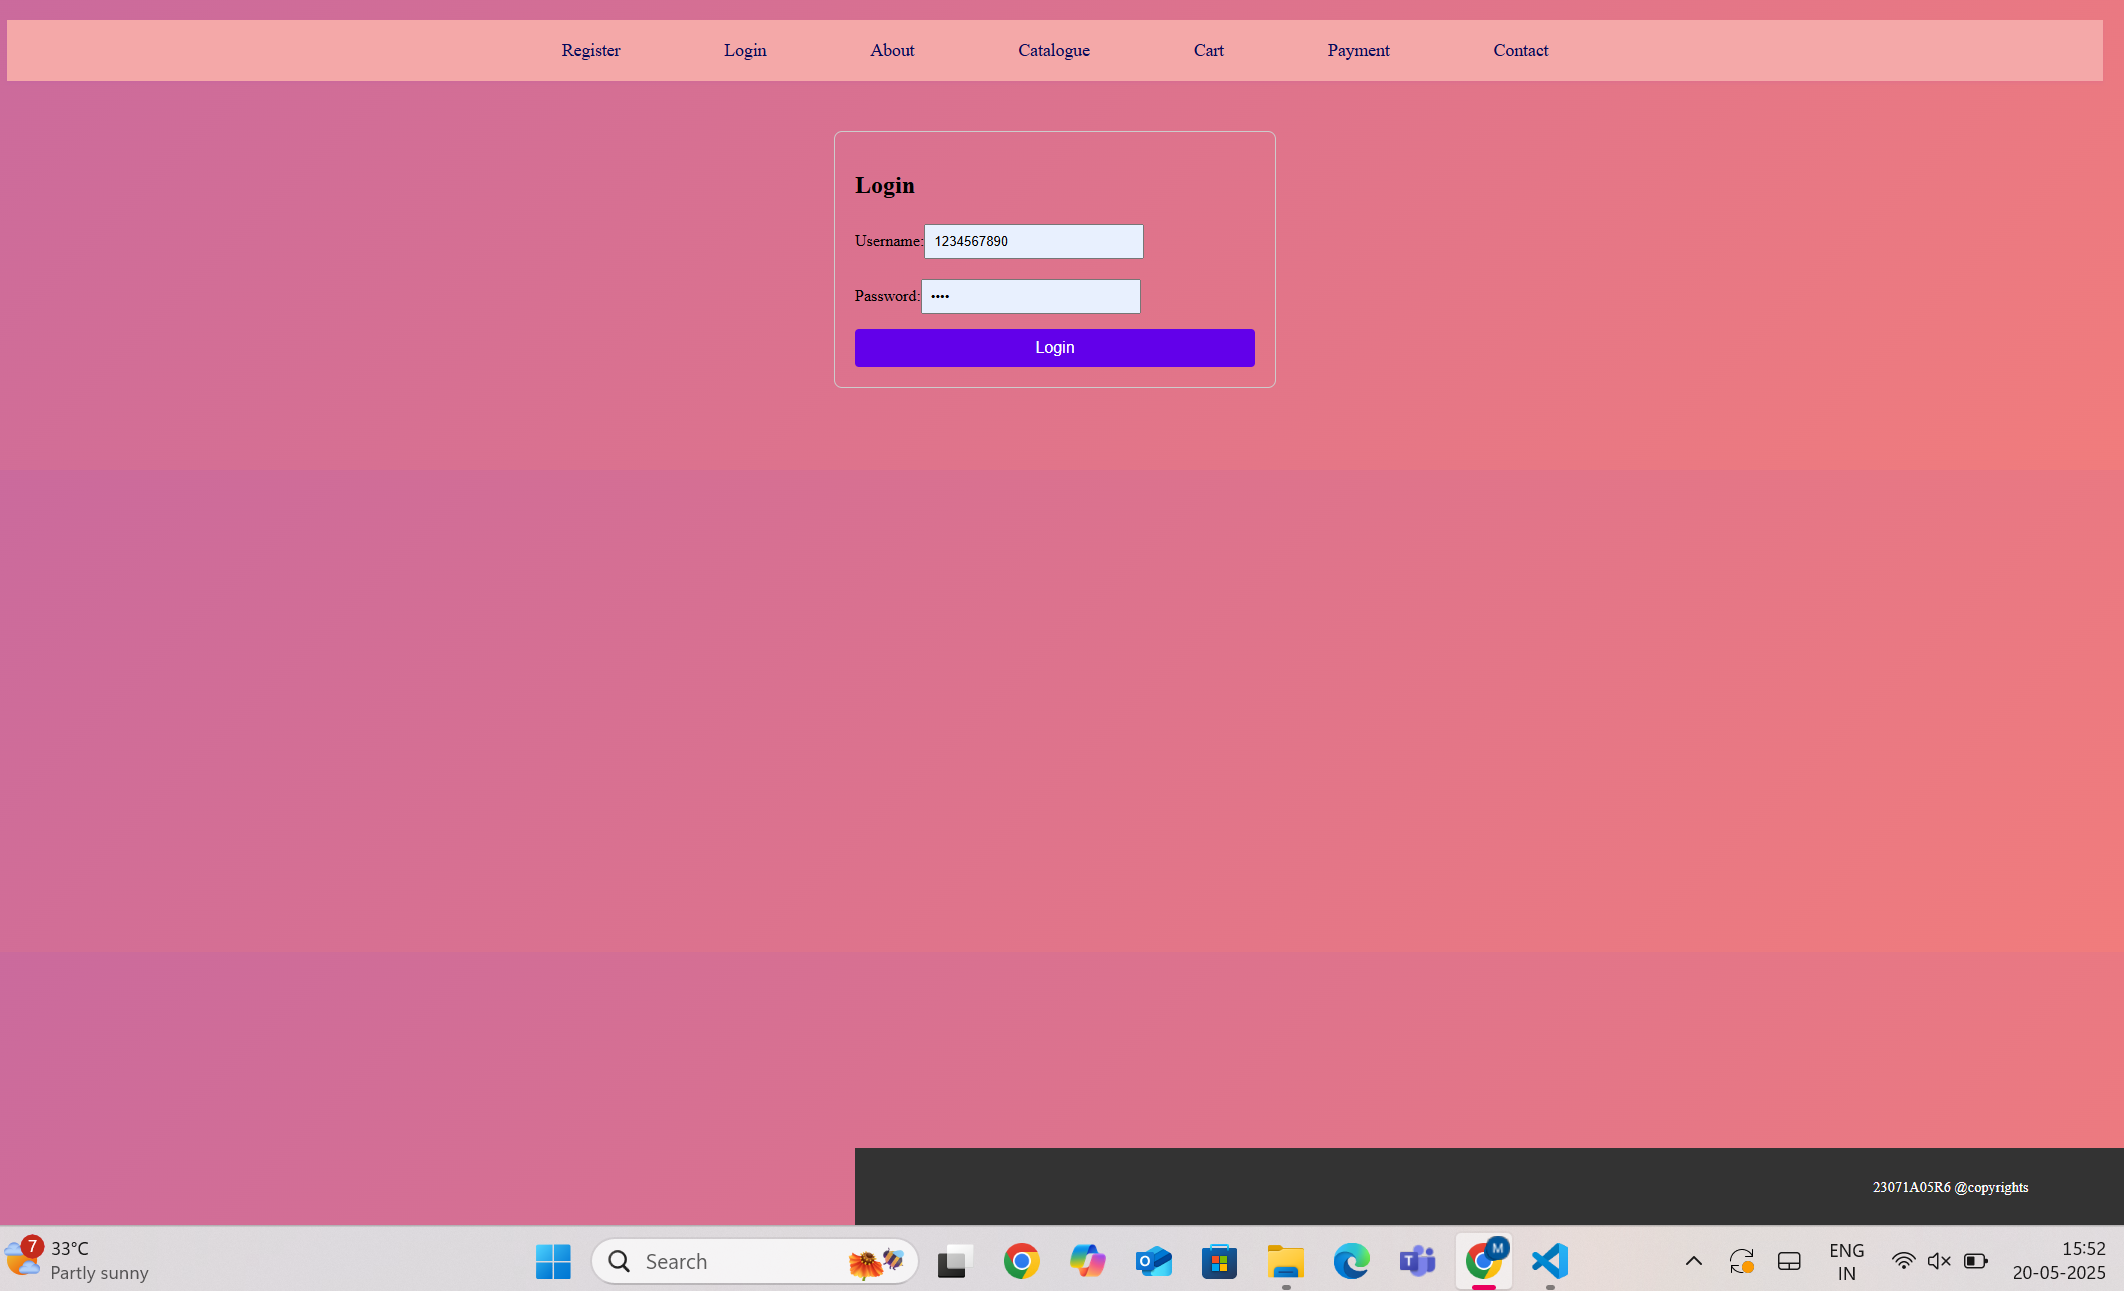 Register Login About Catalogue Cart Payment Contact
Login
Username: 1234567890
Password: ••••
Login
23071A05R6 @copyrights
7
33°C
Partly sunny
Search
M
ENG
IN
15:52
20-05-2025